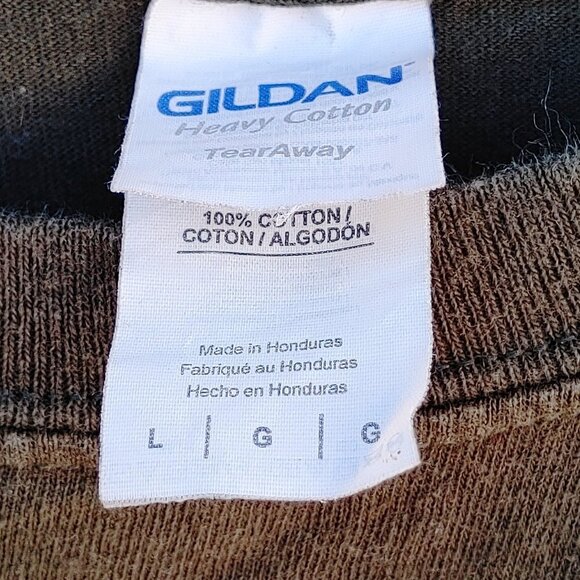 GILDAN
Heavy Cotton
TearAway
100% COTTON /
COTON / ALGODÓN
Made in Honduras
Fabriqué au Honduras
Hecho en Honduras
L | G | G